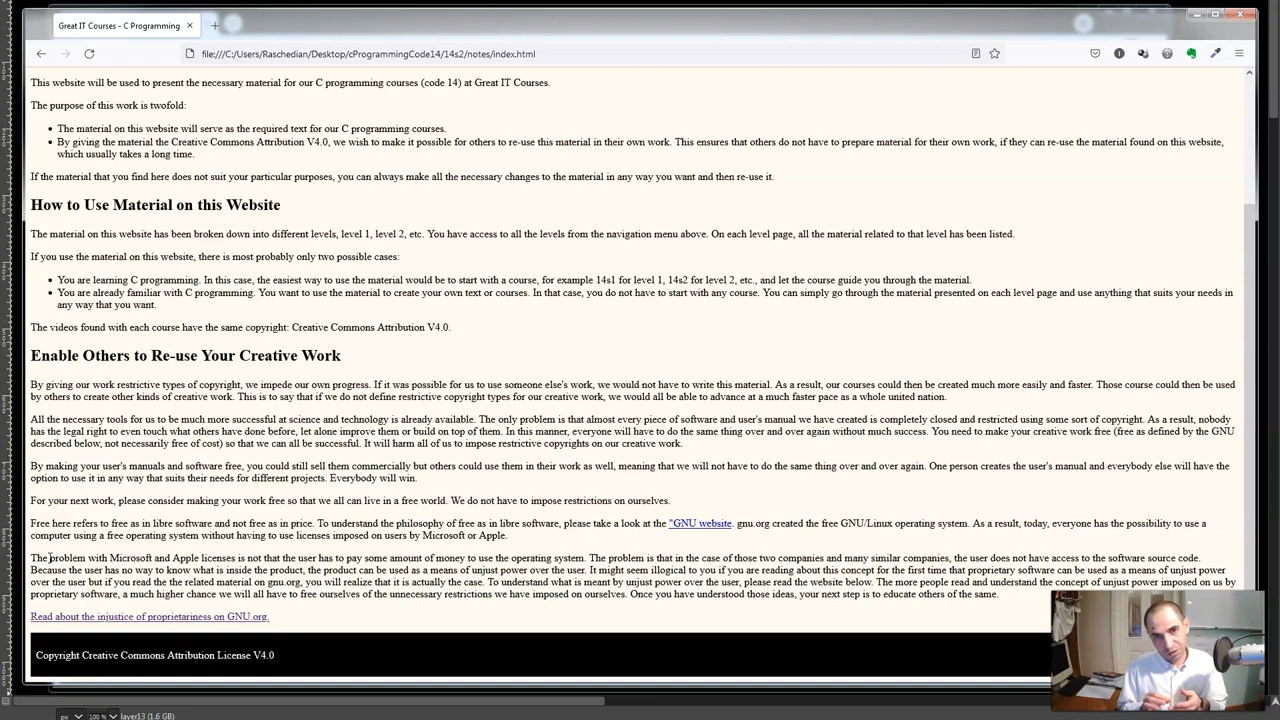 Great IT Courses - C Programming
file:///C:/Users/Raschedian/Desktop/cProgrammingCode14/14s2/notes/index.html
This website will be used to present the necessary material for our C programming courses (code 14) at Great IT Courses.
The purpose of this work is twofold:
• The material on this website will serve as the required text for our C programming courses.
• By giving the material the Creative Commons Attribution V4.0, we wish to make it possible for others to re-use this material in their own work. This ensures that others do not have to prepare material for their own work, if they can re-use the material found on this website,
which usually takes a long time.
If the material that you find here does not suit your particular purposes, you can always make all the necessary changes to the material in any way you want and then re-use it.
How to Use Material on this Website
The material on this website has been broken down into different levels, level 1, level 2, etc. You have access to all the levels from the navigation menu above. On each level page, all the material related to that level has been listed.
If you use the material on this website, there is most probably only two possible cases:
• You are learning C programming. In this case, the easiest way to use the material would be to start with a course, for example 14s1 for level 1, 14s2 for level 2, etc., and let the course guide you through the material.
• You are already familiar with C programming. You want to use the material to create your own text or courses. In that case, you do not have to start with any course. You can simply go through the material presented on each level page and use anything that suits your needs in
any way that you want.
The videos found with each course have the same copyright: Creative Commons Attribution V4.0.
Enable Others to Re-use Your Creative Work
By giving our work restrictive types of copyright, we impede our own progress. If it was possible for us to use someone else's work, we would not have to write this material. As a result, our courses could then be created much more easily and faster. Those course could then be used
by others to create other kinds of creative work. This is to say that if we do not define restrictive copyright types for our creative work, we would all be able to advance at a much faster pace as a whole united nation.
All the necessary tools for us to be much more successful at science and technology is already available. The only problem is that almost every piece of software and user's manual we have created is completely closed and restricted using some sort of copyright. As a result, nobody
has the legal right to even touch what others have done before, let alone improve them or build on top of them. In this manner, everyone will have to do the same thing over and over again without much success. You need to make your creative work free (free as defined by the GNU
described below, not necessarily free of cost) so that we can all be successful. It will harm all of us to impose restrictive copyrights on our creative work.
By making your user's manuals and software free, you could still sell them commercially but others could use them in their work as well, meaning that we will not have to do the same thing over and over again. One person creates the user's manual and everybody else will have the
option to use it in any way that suits their needs for different projects. Everybody will win.
For your next work, please consider making your work free so that we all can live in a free world. We do not have to impose restrictions on ourselves.
Free here refers to free as in libre software and not free as in price. To understand the philosophy of free as in libre software, please take a look at the "GNU website. gnu.org created the free GNU/Linux operating system. As a result, today, everyone has the possibility to use a
computer using a free operating system without having to use licenses imposed on users by Microsoft or Apple.
The problem with Microsoft and Apple licenses is not that the user has to pay some amount of money to use the operating system. The problem is that in the case of those two companies and many similar companies, the user does not have access to the software source code.
Because the user has no way to know what is inside the product, the product can be used as a means of unjust power over the user. It might seem illogical to you if you are reading about this concept for the first time that proprietary software can be used as a means of unjust power
over the user but if you read the the related material on gnu.org, you will realize that it is actually the case. To understand what is meant by unjust power over the user, please read the website below. The more people read and understand the concept of unjust power imposed on us by
proprietary software, a much higher chance we will all have to free ourselves of the unnecessary restrictions we have imposed on ourselves. Once you have understood those ideas, your next step is to educate others of the same.
Read about the injustice of proprietariness on GNU.org.
Copyright Creative Commons Attribution License V4.0
px 100 % layer13 (1.6 GB)